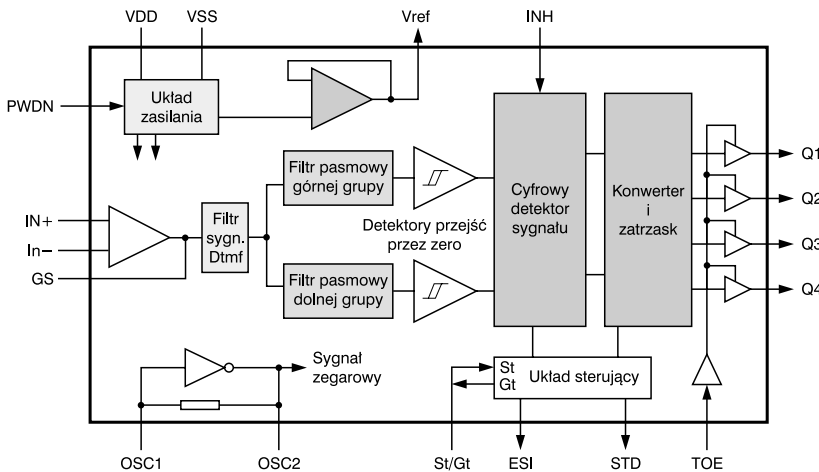 VDD VSS Vref INH
PWDN
Układ
zasilania
Filtr pasmowy
górnej grupy
Cyfrowy
detektor
sygnału
Konwerter
i
zatrzask
Q1
Q2
Q3
Q4
IN+
In−
GS
Filtr
sygn.
Dtmf
Detektory przejść
przez zero
Filtr pasmowy
dolnej grupy
Sygnał
zegarowy
St
Gt
Układ sterujący
OSC1 OSC2 St/Gt ESI STD TOE